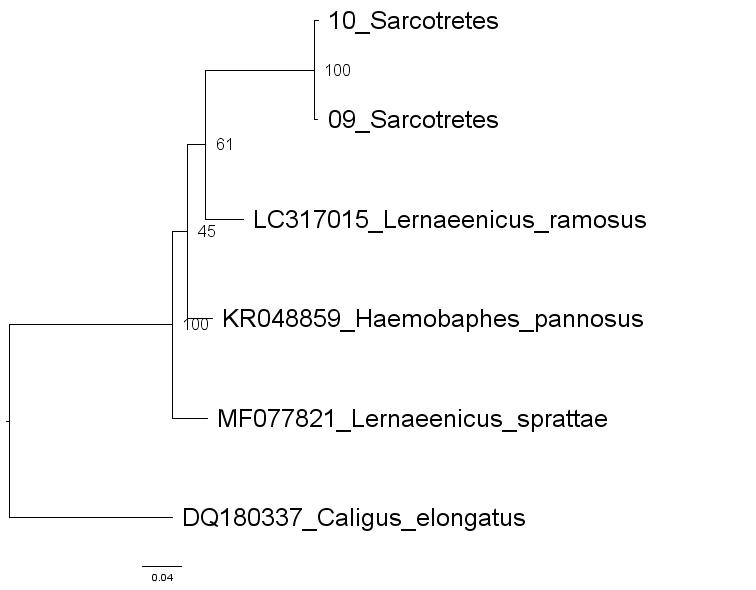 10_Sarcotretes
100
09_Sarcotretes
61
LC317015_Lernaeenicus_ramosus
45
KR048859_Haemobaphes_pannosus
100
MF077821_Lernaeenicus_sprattae
DQ180337_Caligus_elongatus
0.04